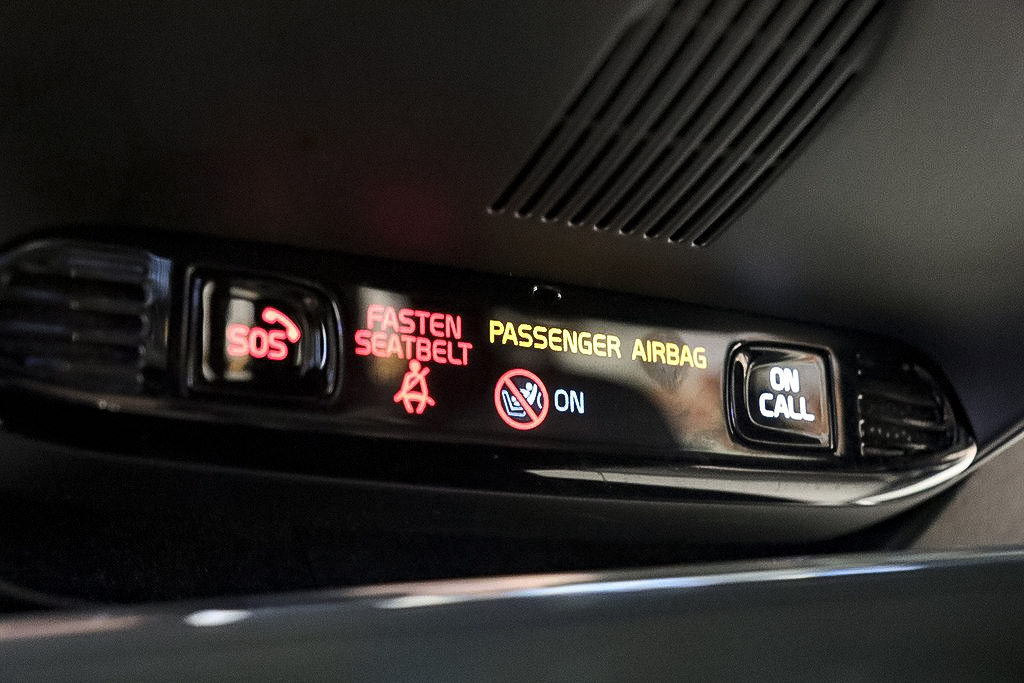 SOS
FASTEN
SEATBELT
PASSENGER AIRBAG
ON
ON
CALL